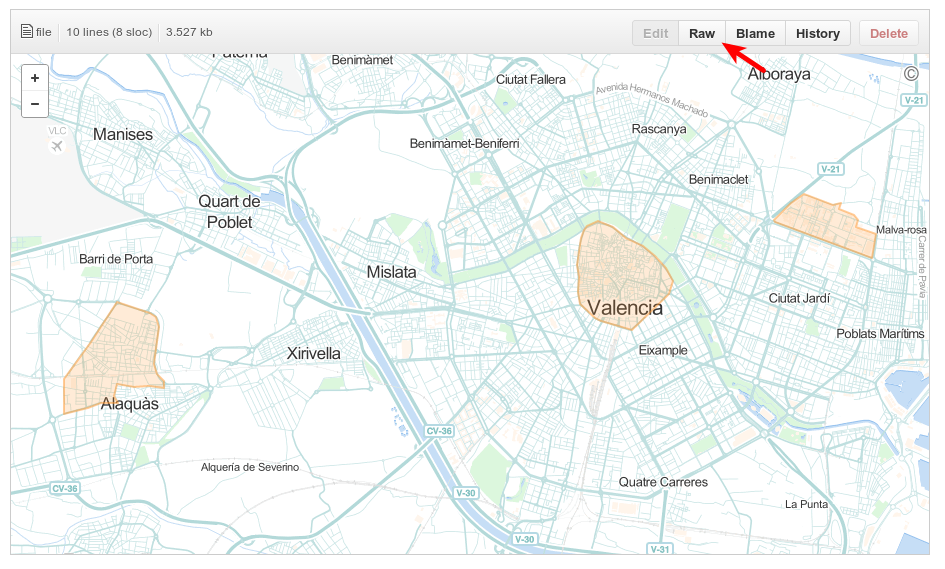 file 10 lines (8 sloc) 3.527 kb Edit Raw Blame History Delete
Paterna
Benimàmet
Alboraya
©
+
−
Ciutat Fallera
Avenida Hermanos Machado
V-21
VLC
Manises
Rascanya
Benimàmet-Beniferri
V-21
Benimaclet
Quart de
Poblet
Malva-rosa
Carrer de Pavia
Barri de Porta
Mislata
Ciutat Jardí
Valencia
Poblats Marítims
Xirivella
Eixample
Alaquàs
CV-36
Alquería de Severino
Quatre Carreres
CV-36
V-30
La Punta
V-30
V-31